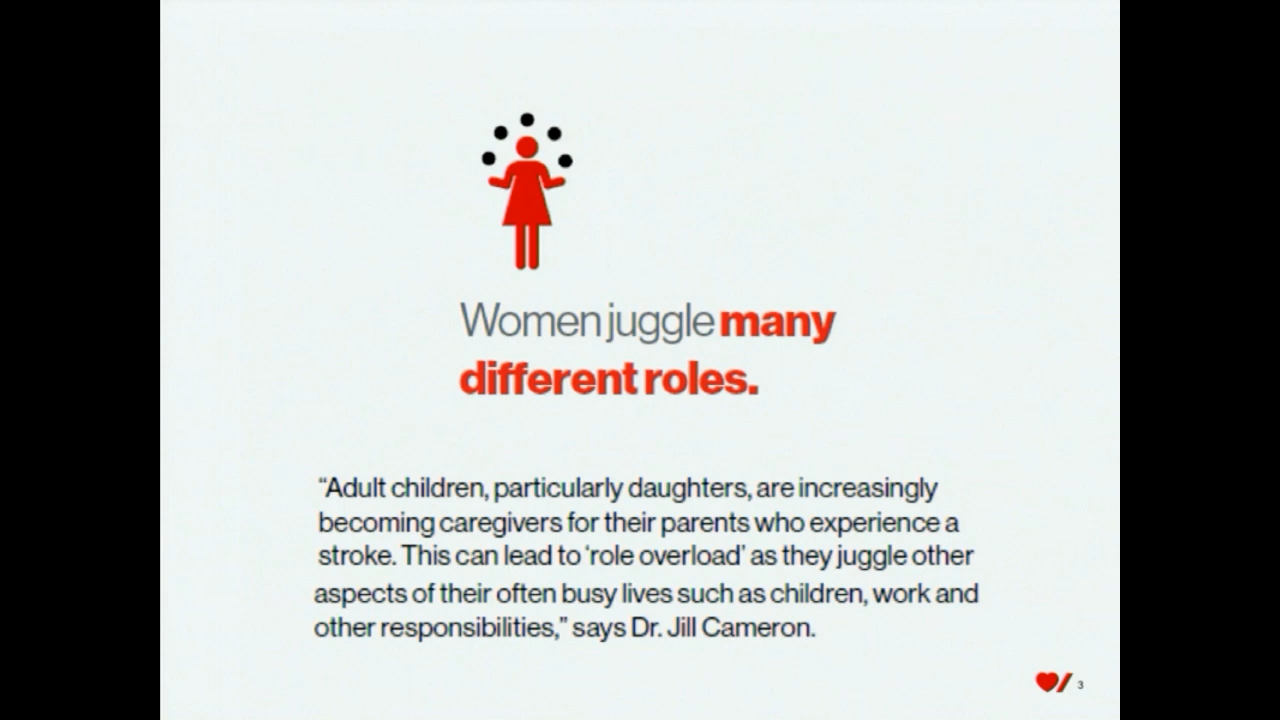 Women juggle many
different roles.
“Adult children, particularly daughters, are increasingly
becoming caregivers for their parents who experience a
stroke. This can lead to ‘role overload’ as they juggle other
aspects of their often busy lives such as children, work and
other responsibilities,” says Dr. Jill Cameron.
3